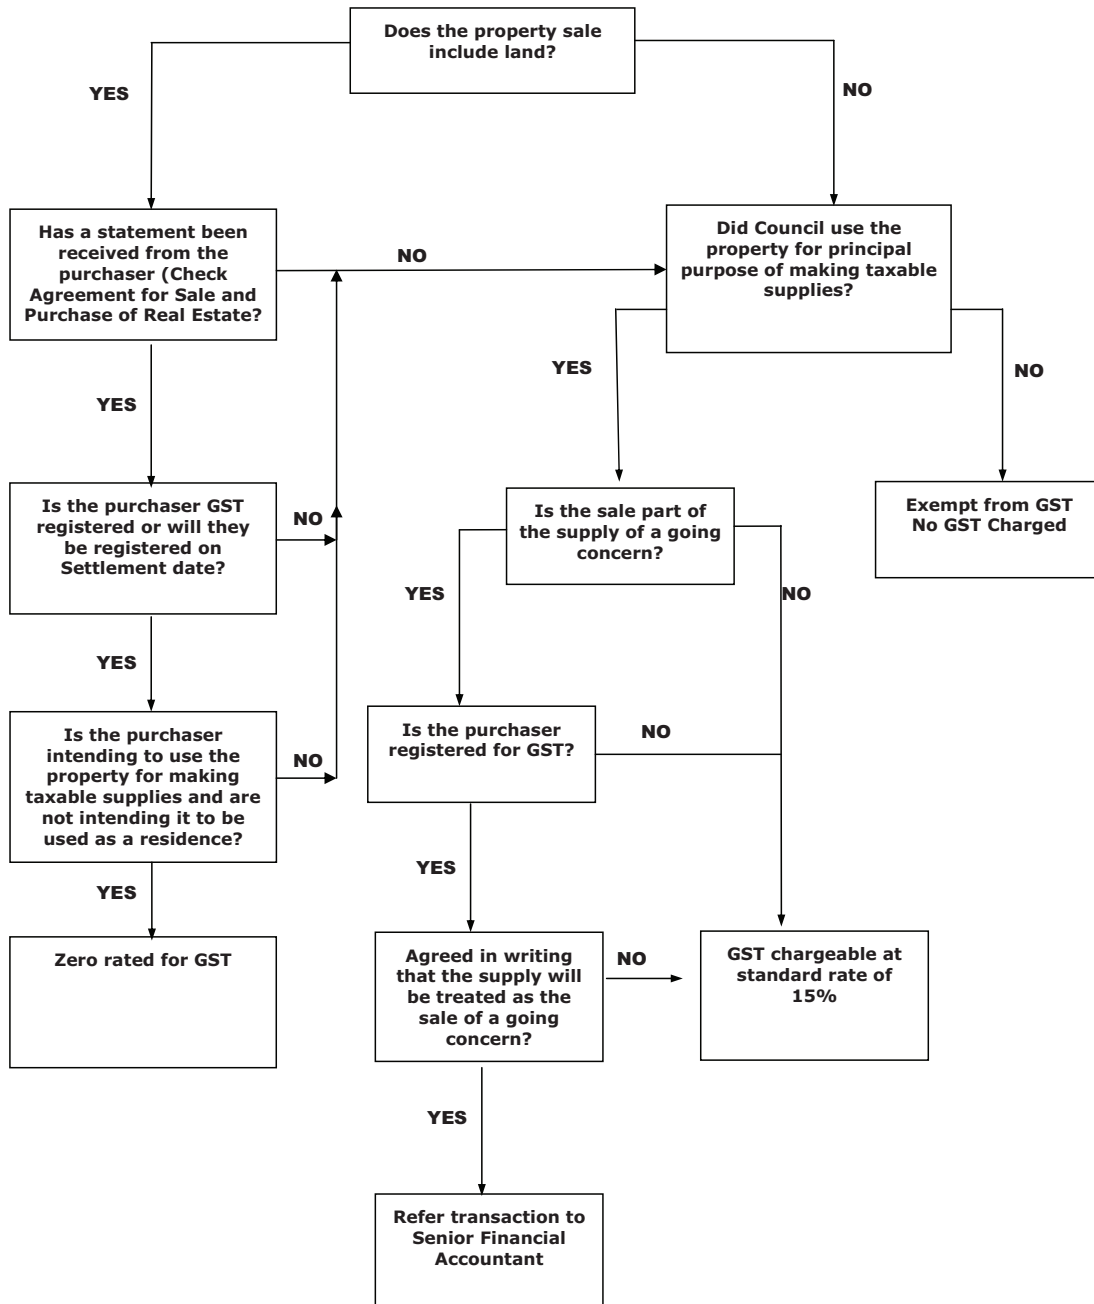 Does the property sale
include land?
YES
NO
Has a statement been
received from the
purchaser (Check
Agreement for Sale and
Purchase of Real Estate?
NO
Did Council use the
property for principal
purpose of making taxable
supplies?
YES
YES
NO
Is the purchaser GST
registered or will they
be registered on
Settlement date?
NO
Is the sale part of
the supply of a going
concern?
Exempt from GST
No GST Charged
YES
NO
YES
Is the purchaser
intending to use the
property for making
taxable supplies and are
not intending it to be
used as a residence?
NO
Is the purchaser
registered for GST?
NO
YES
YES
Zero rated for GST
Agreed in writing
that the supply will
be treated as the
sale of a going
concern?
NO
GST chargeable at
standard rate of
15%
YES
Refer transaction to
Senior Financial
Accountant